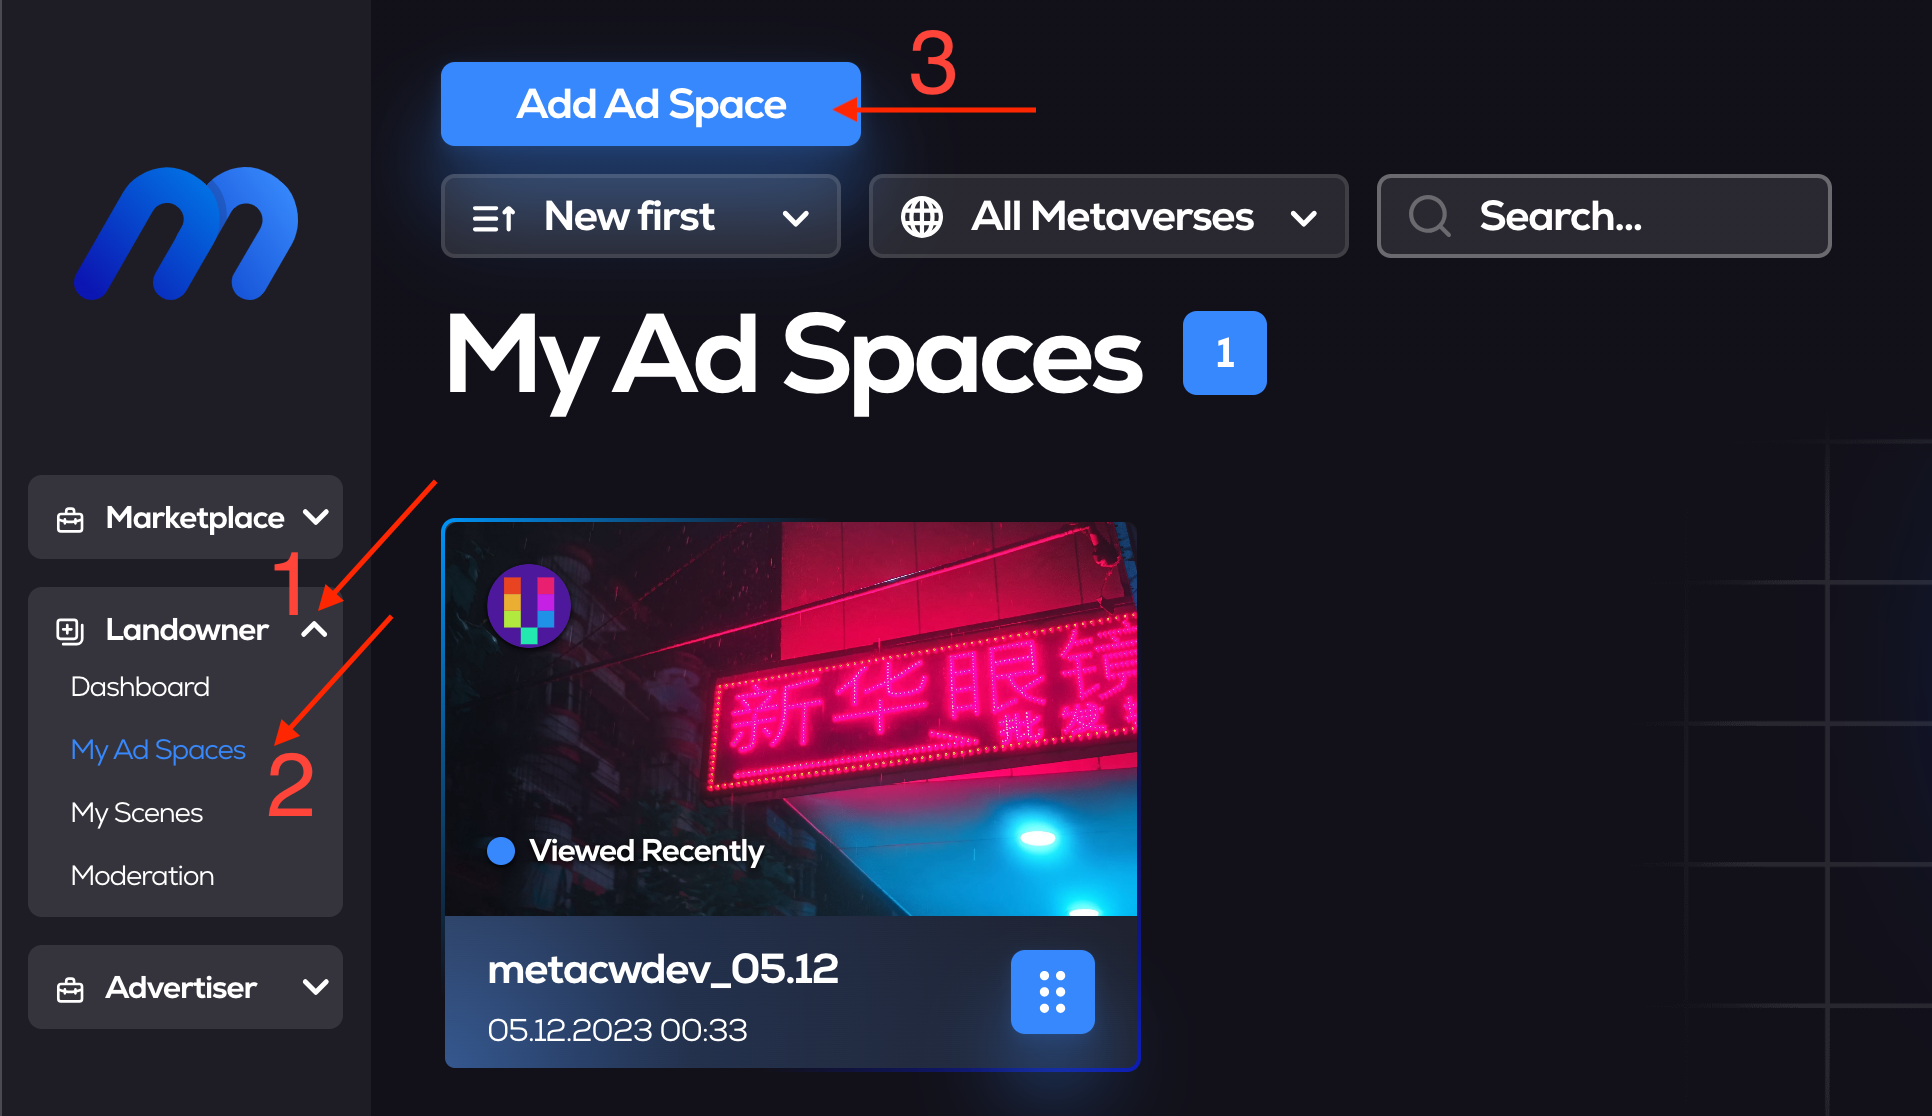 Add Ad Space
3
New first
All Metaverses
Search...
My Ad Spaces
1
Marketplace
1
Landowner
Dashboard
My Ad Spaces
2
My Scenes
Moderation
Advertiser
新华眼镜
批发
Viewed Recently
metacwdev_05.12
05.12.2023 00:33